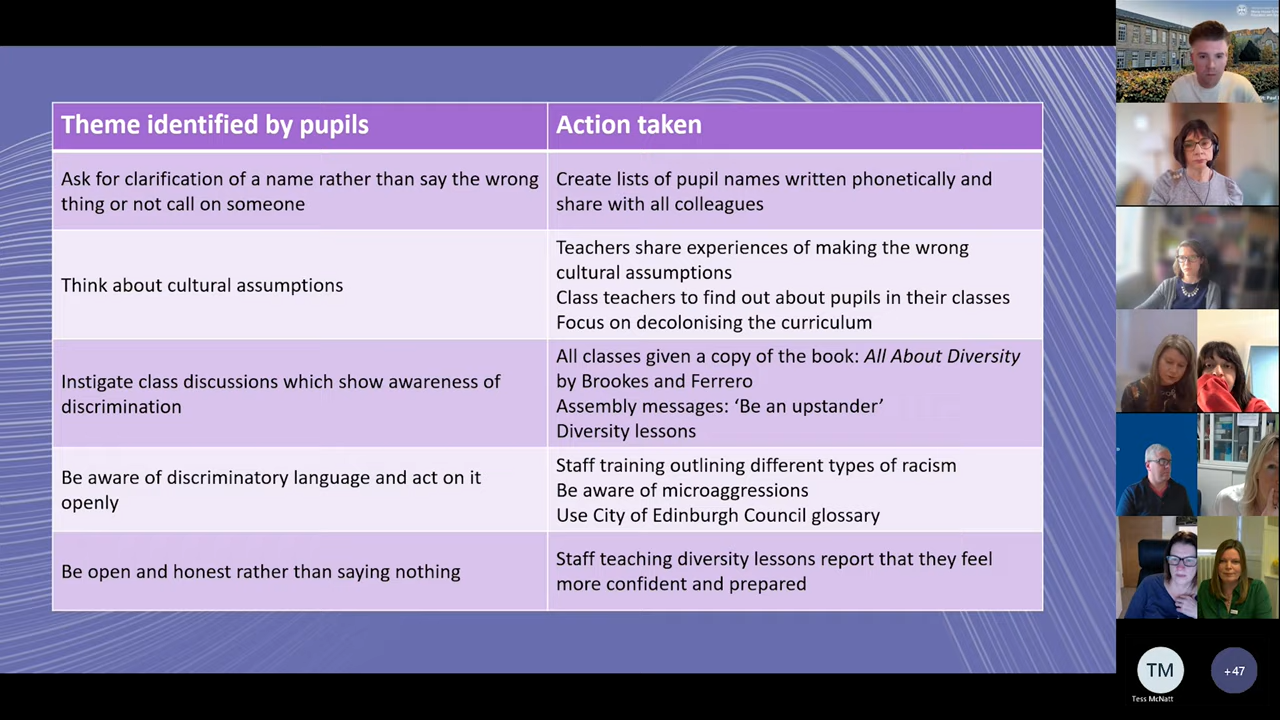 Theme identified by pupils
Action taken
Ask for clarification of a name rather than say the wrong
thing or not call on someone
Create lists of pupil names written phonetically and
share with all colleagues
Think about cultural assumptions
Teachers share experiences of making the wrong
cultural assumptions
Class teachers to find out about pupils in their classes
Focus on decolonising the curriculum
Instigate class discussions which show awareness of
discrimination
All classes given a copy of the book: All About Diversity
by Brookes and Ferrero
Assembly messages: ‘Be an upstander’
Diversity lessons
Be aware of discriminatory language and act on it
openly
Staff training outlining different types of racism
Be aware of microaggressions
Use City of Edinburgh Council glossary
Be open and honest rather than saying nothing
Staff teaching diversity lessons report that they feel
more confident and prepared
TM
Tess McNatt
+47